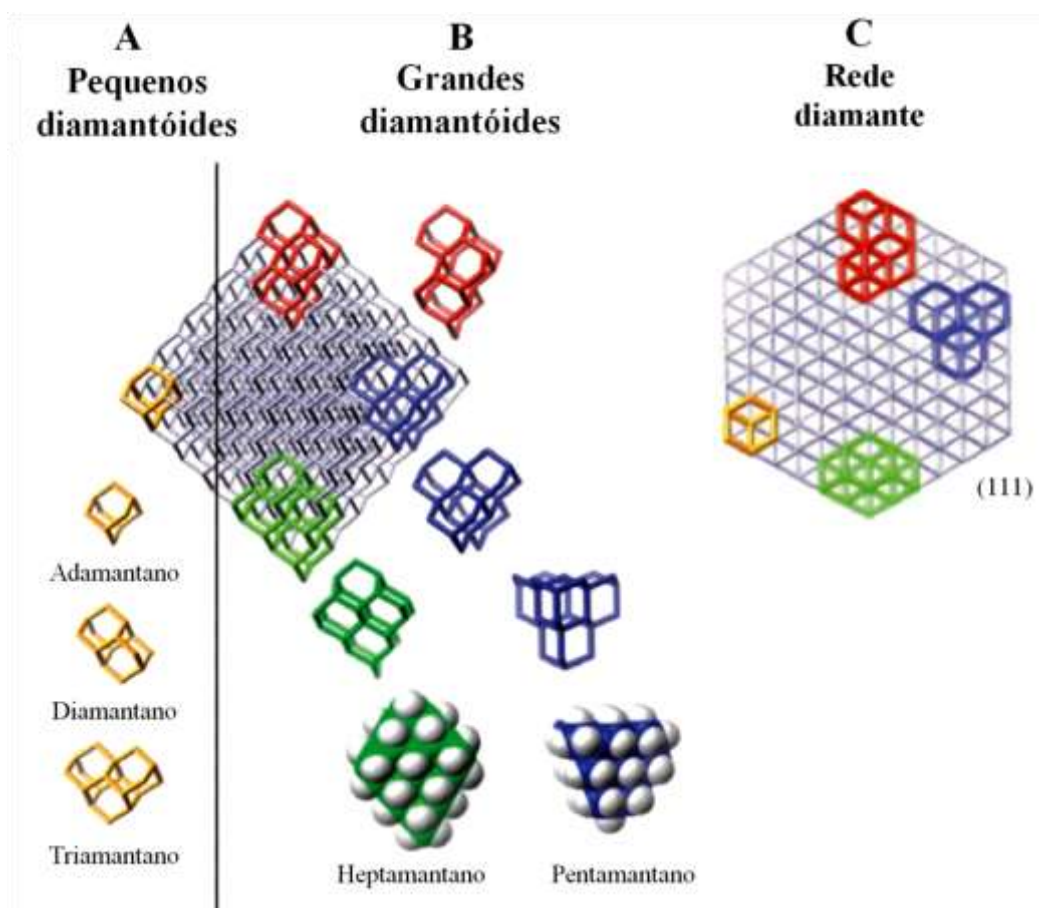 A
Pequenos
diamantóides
B
Grandes
diamantóides
C
Rede
diamante
(111)
Adamantano
Diamantano
Triamantano
Heptamantano
Pentamantano